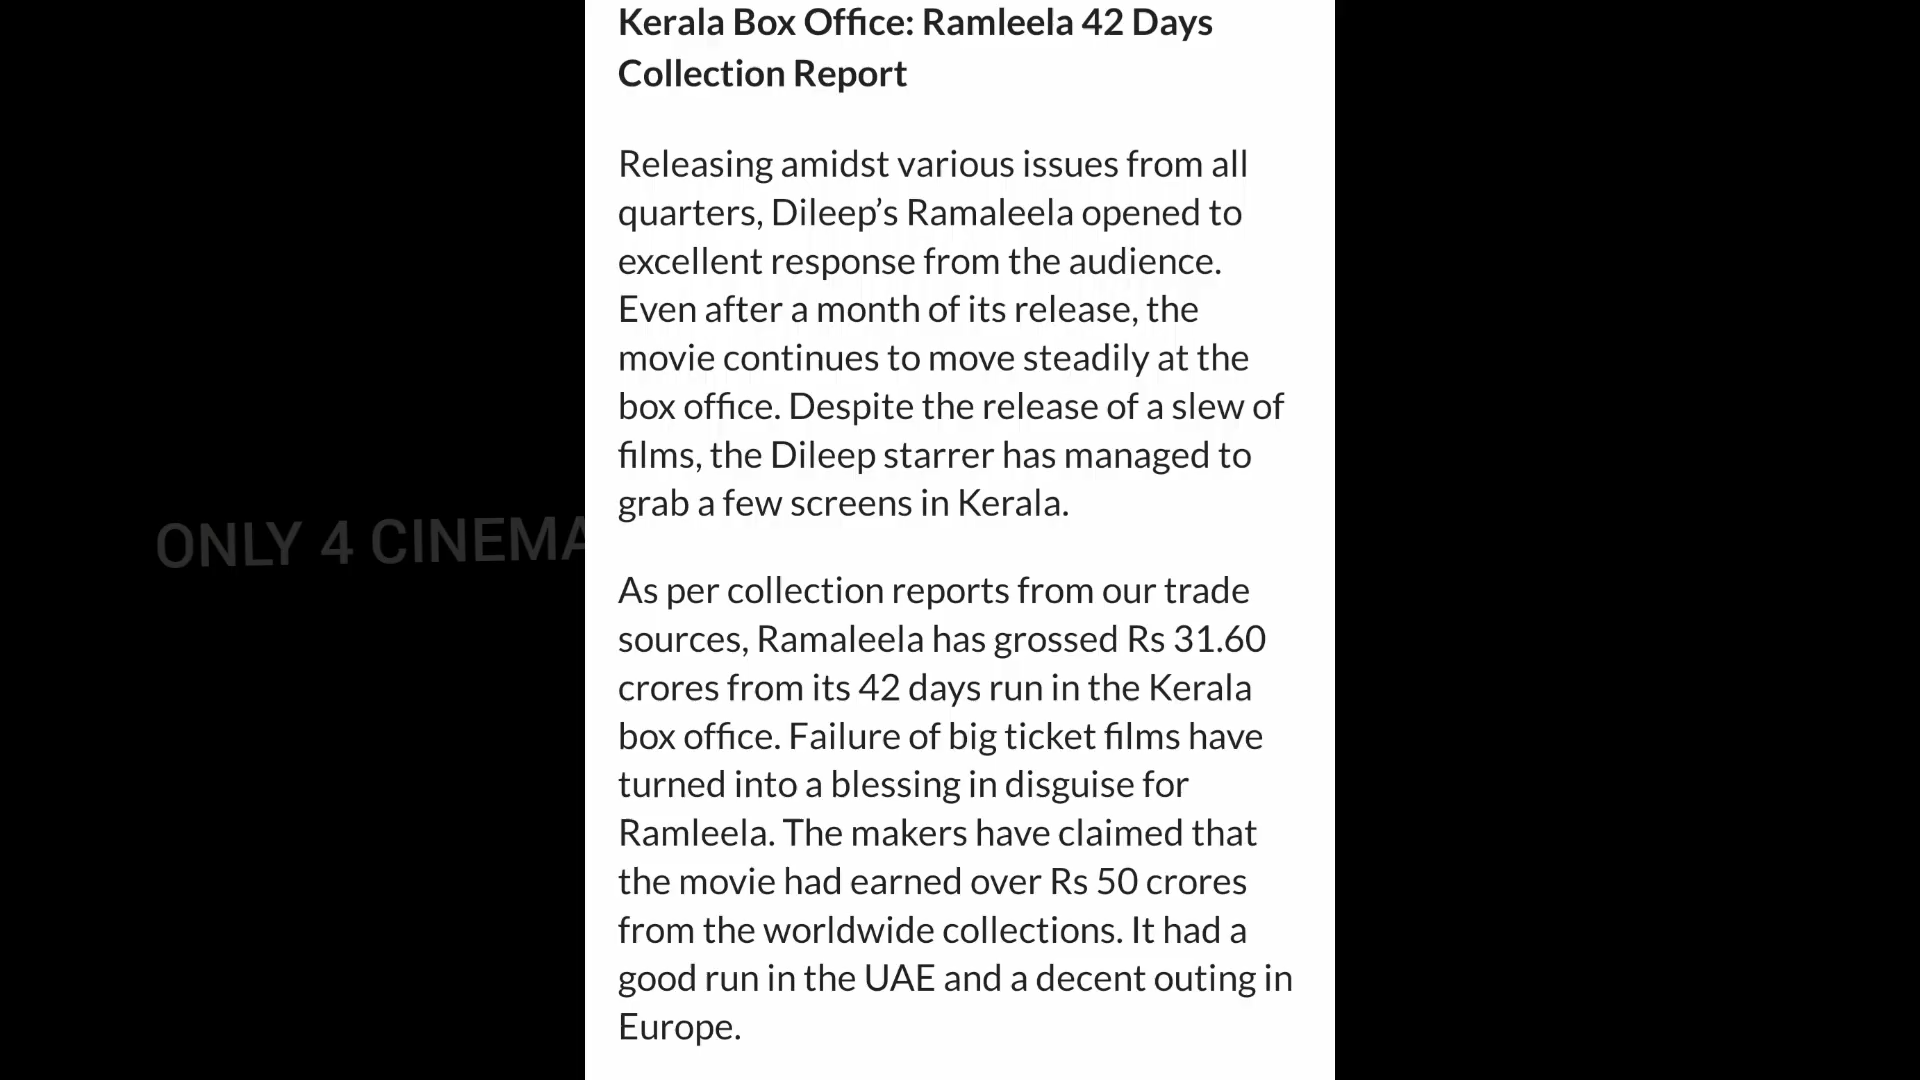 Kerala Box Office: Ramleela 42 Days
Collection Report
Releasing amidst various issues from all
quarters, Dileep’s Ramaleela opened to
excellent response from the audience.
Even after a month of its release, the
movie continues to move steadily at the
box office. Despite the release of a slew of
films, the Dileep starrer has managed to
grab a few screens in Kerala.
ONLY 4 CINEMA
As per collection reports from our trade
sources, Ramaleela has grossed Rs 31.60
crores from its 42 days run in the Kerala
box office. Failure of big ticket films have
turned into a blessing in disguise for
Ramleela. The makers have claimed that
the movie had earned over Rs 50 crores
from the worldwide collections. It had a
good run in the UAE and a decent outing in
Europe.